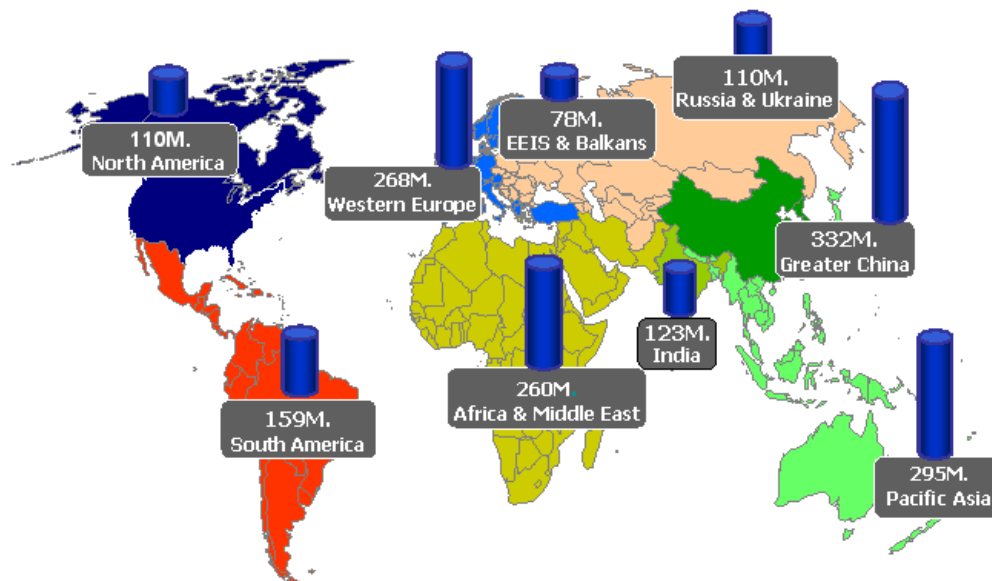 110M.
North America
268M.
Western Europe
78M.
EEIS & Balkans
110M.
Russia & Ukraine
332M.
Greater China
159M.
South America
260M.
Africa & Middle East
123M.
India
295M.
Pacific Asia